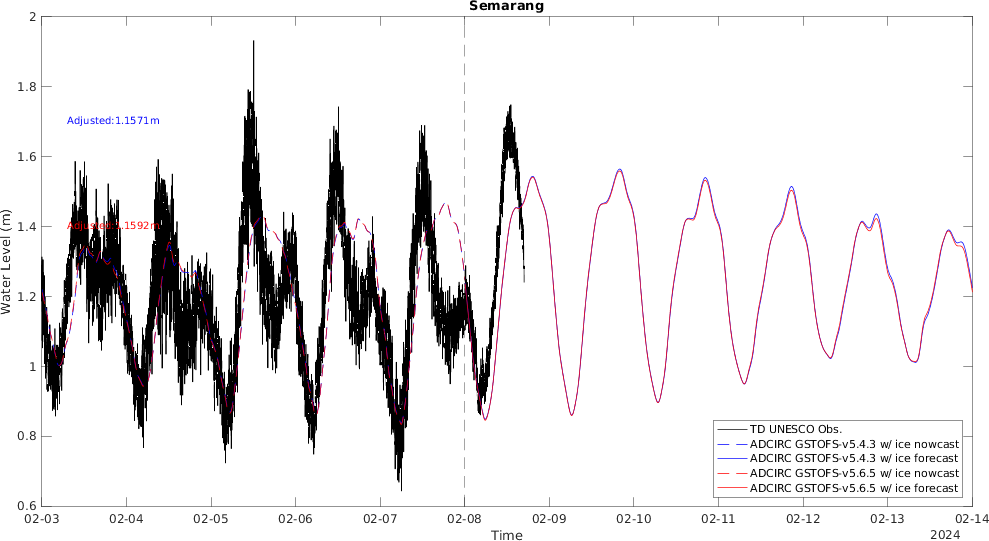 Semarang
2
1.8
1.6
1.4
1.2
1
0.8
0.6
Water Level (m)
Adjusted:1.1571m
Adjusted:1.1592m
02-03
02-04
02-05
02-06
02-07
02-08
02-09
02-10
02-11
02-12
02-13
02-14
Time
2024
TD UNESCO Obs.
ADCIRC GSTOFS-v5.4.3 w/ ice nowcast
ADCIRC GSTOFS-v5.4.3 w/ ice forecast
ADCIRC GSTOFS-v5.6.5 w/ ice nowcast
ADCIRC GSTOFS-v5.6.5 w/ ice forecast